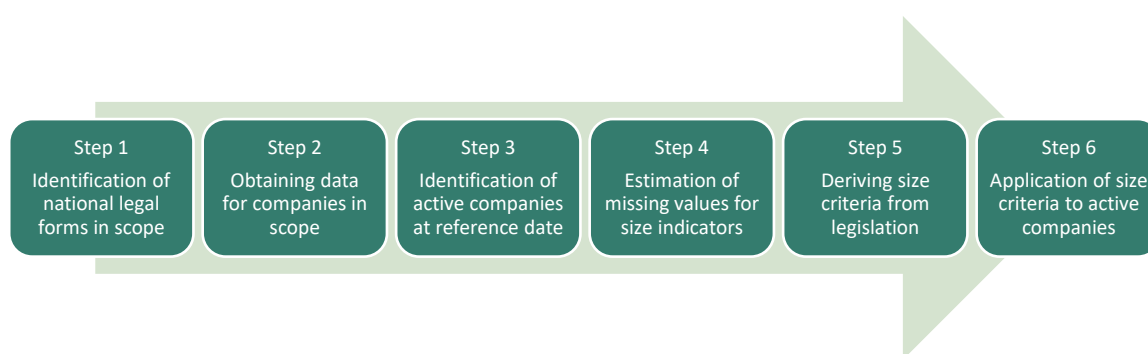 Step 1
Identification of
national legal
forms in scope
Step 2
Obtaining data
for companies in
scope
Step 3
Identification of
active companies
at reference date
Step 4
Estimation of
missing values for
size indicators
Step 5
Deriving size
criteria from
legislation
Step 6
Application of size
criteria to active
companies